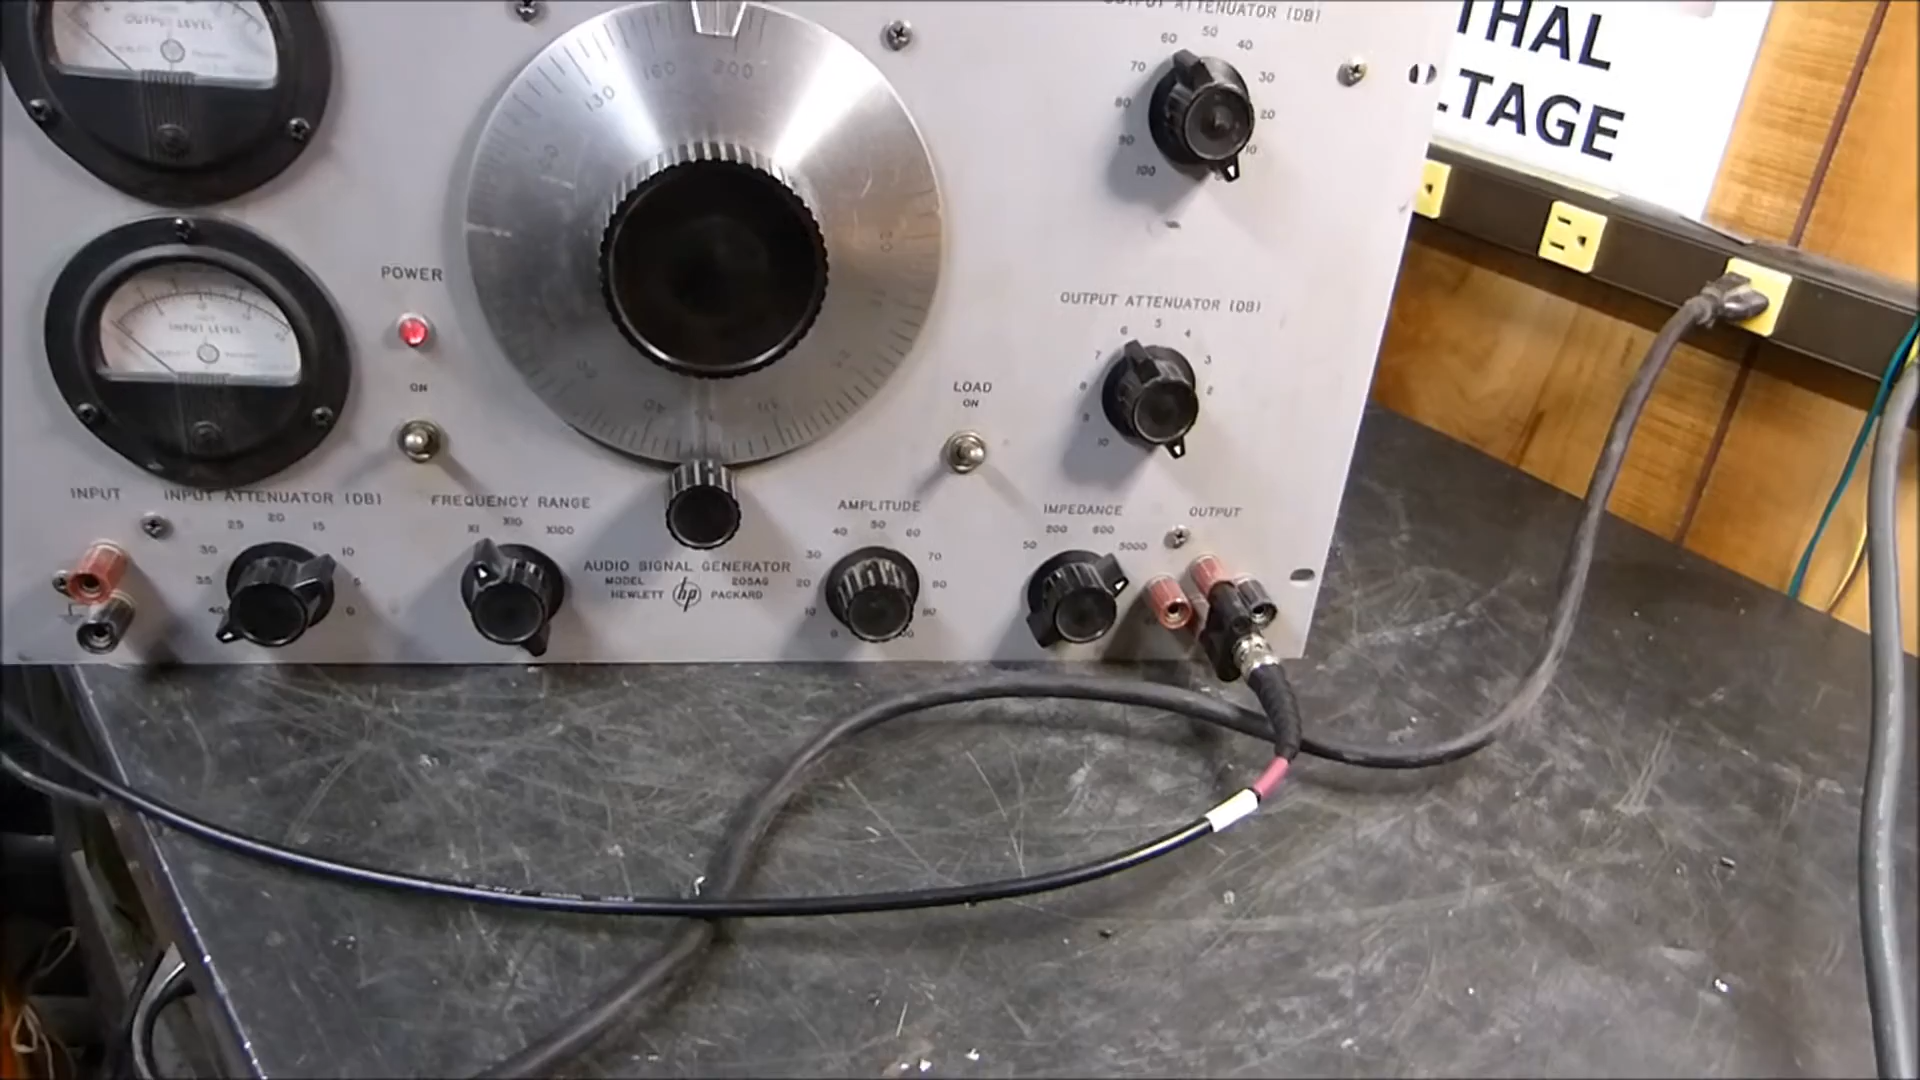 OUTPUT LEVEL
OUTPUT ATTENUATOR (DB)
60 50 40
70 30
80 20
90 10
100
THAL
LTAGE
130 160 200
POWER
ON
INPUT LEVEL
OUTPUT ATTENUATOR (DB)
6 5 4
7 3
8 2
9
10
LOAD
ON
INPUT
INPUT ATTENUATOR (DB)
25 20 15
30 10
35 5
40 0
FREQUENCY RANGE
X1 X10 X100
AUDIO SIGNAL GENERATOR
MODEL 205AG
HEWLETT hp PACKARD
AMPLITUDE
40 50 60
30 70
20 80
10 90
0 100
IMPEDANCE
200 600
50 5000
OUTPUT